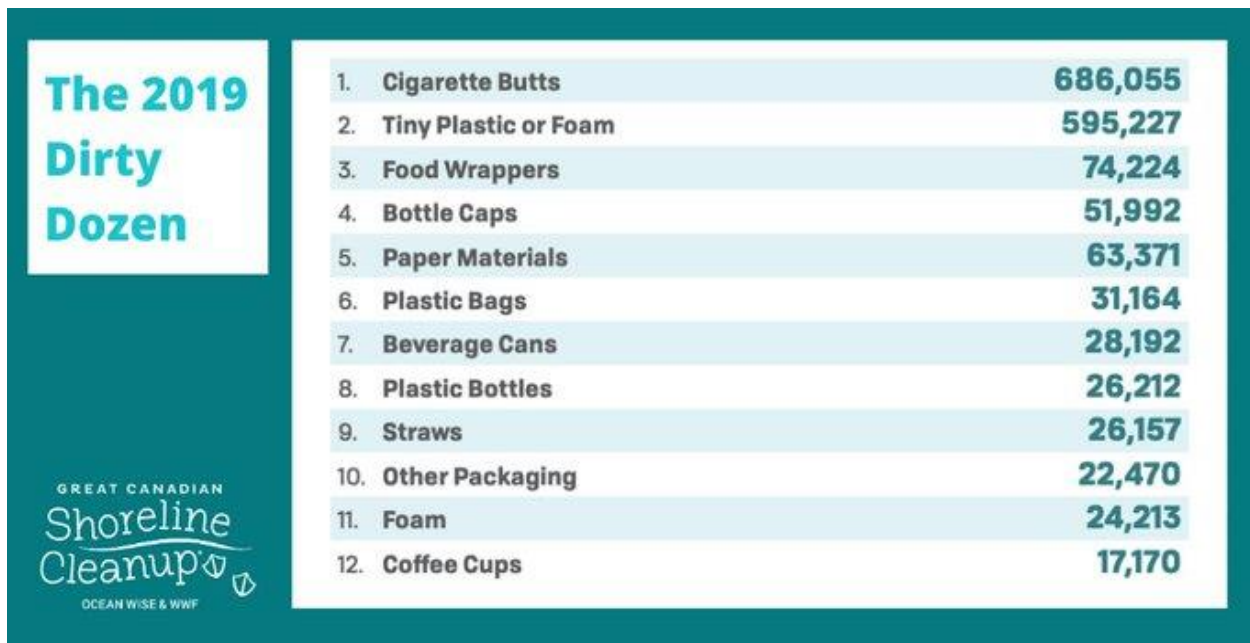 The 2019
Dirty
Dozen
1. Cigarette Butts 686,055
2. Tiny Plastic or Foam 595,227
3. Food Wrappers 74,224
4. Bottle Caps 51,992
5. Paper Materials 63,371
6. Plastic Bags 31,164
7. Beverage Cans 28,192
8. Plastic Bottles 26,212
9. Straws 26,157
10. Other Packaging 22,470
11. Foam 24,213
12. Coffee Cups 17,170
GREAT CANADIAN
Shoreline
Cleanup
OCEAN WISE & WWF